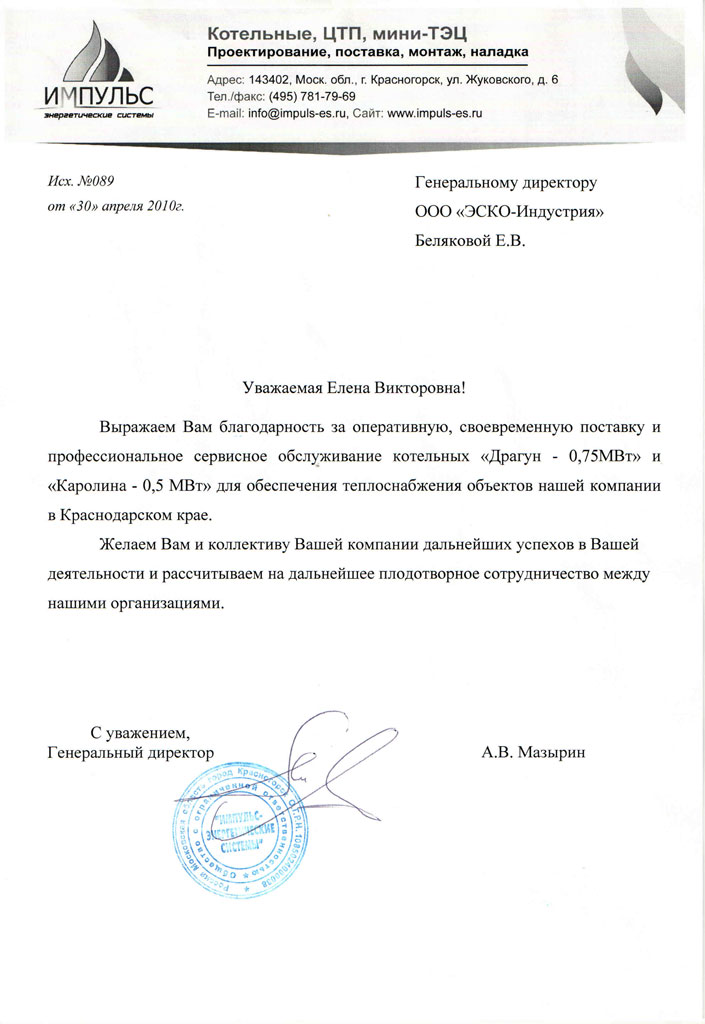 ИМПУЛЬС
энергетические системы
Котельные, ЦТП, мини-ТЭЦ
Проектирование, поставка, монтаж, наладка
Адрес: 143402, Моск. обл., г. Красногорск, ул. Жуковского, д. 6
Тел./факс: (495) 781-79-69
E-mail: info@impuls-es.ru, Сайт: www.impuls-es.ru
Исх. №089
от «30» апреля 2010г.
Генеральному директору
ООО «ЭСКО-Индустрия»
Беляковой Е.В.
Уважаемая Елена Викторовна!
Выражаем Вам благодарность за оперативную, своевременную поставку и
профессиональное сервисное обслуживание котельных «Драгун - 0,75МВт» и
«Каролина - 0,5 МВт» для обеспечения теплоснабжения объектов нашей компании
в Краснодарском крае.
Желаем Вам и коллективу Вашей компании дальнейших успехов в Вашей
деятельности и рассчитываем на дальнейшее плодотворное сотрудничество между
нашими организациями.
С уважением,
Генеральный директор
А.В. Мазырин
Общество с ограниченной ответственностью
"ИМПУЛЬС-
ЭНЕРГЕТИЧЕСКИЕ
СИСТЕМЫ"